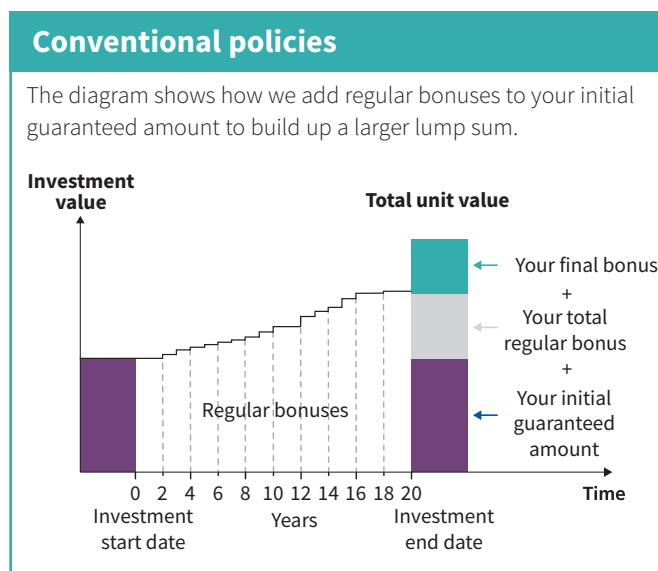 Conventional policies
The diagram shows how we add regular bonuses to your initial
guaranteed amount to build up a larger lump sum.
Investment
value
Total unit value
Your final bonus
+
Your total
regular bonus
+
Your initial
guaranteed
amount
Regular bonuses
0 2 4 6 8 10 12 14 16 18 20
Time
Investment
start date
Years
Investment
end date